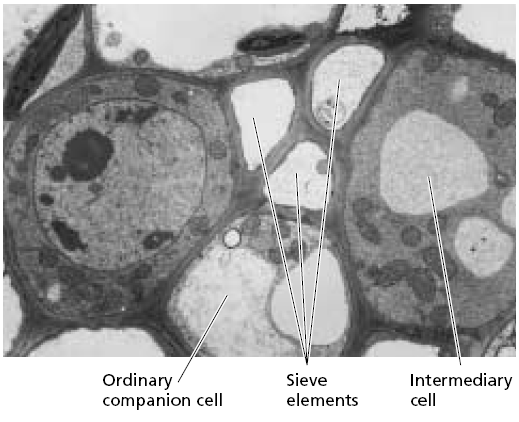 Ordinary
companion cell
Sieve
elements
Intermediary
cell